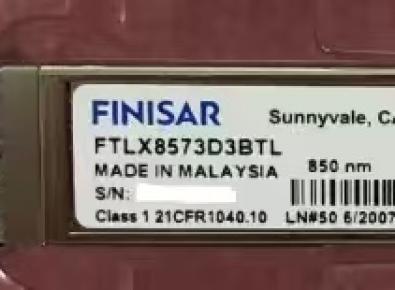 FINISAR Sunnyvale, CA
FTLX8573D3BTL
MADE IN MALAYSIA 850 nm
S/N:
Class 1 21CFR1040.10 LN#50 6/2007